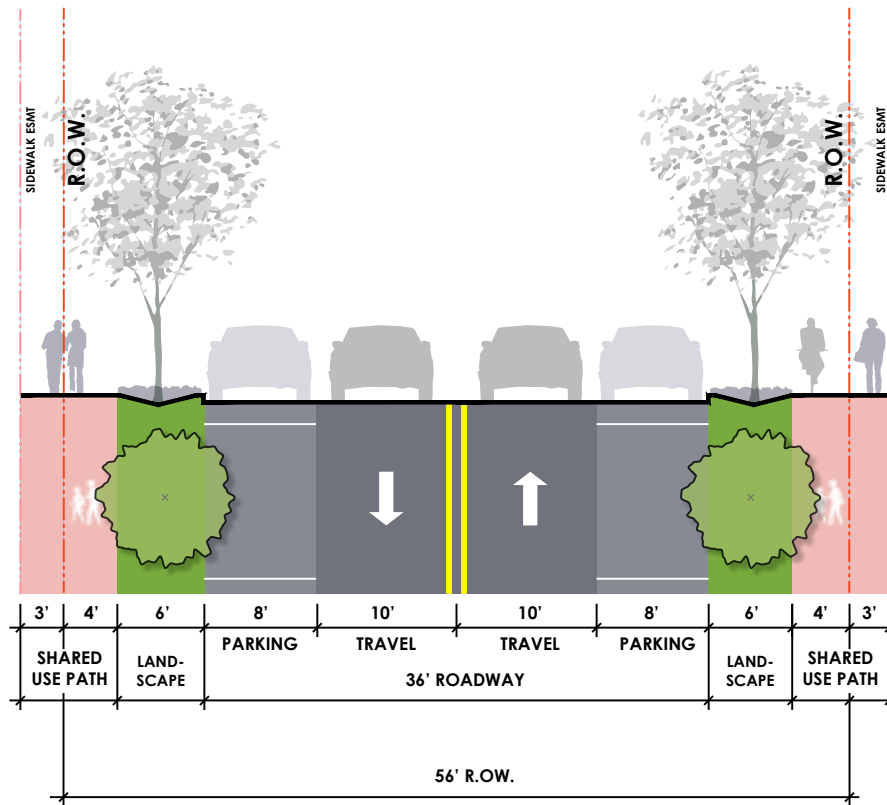 SIDEWALK ESMT
R.O.W.
R.O.W.
SIDEWALK ESMT
3' 4' 6' 8' 10' 10' 8' 6' 4' 3'
PARKING TRAVEL TRAVEL PARKING
SHARED
USE PATH
LAND-
SCAPE
36' ROADWAY
LAND-
SCAPE
SHARED
USE PATH
56' R.OW.